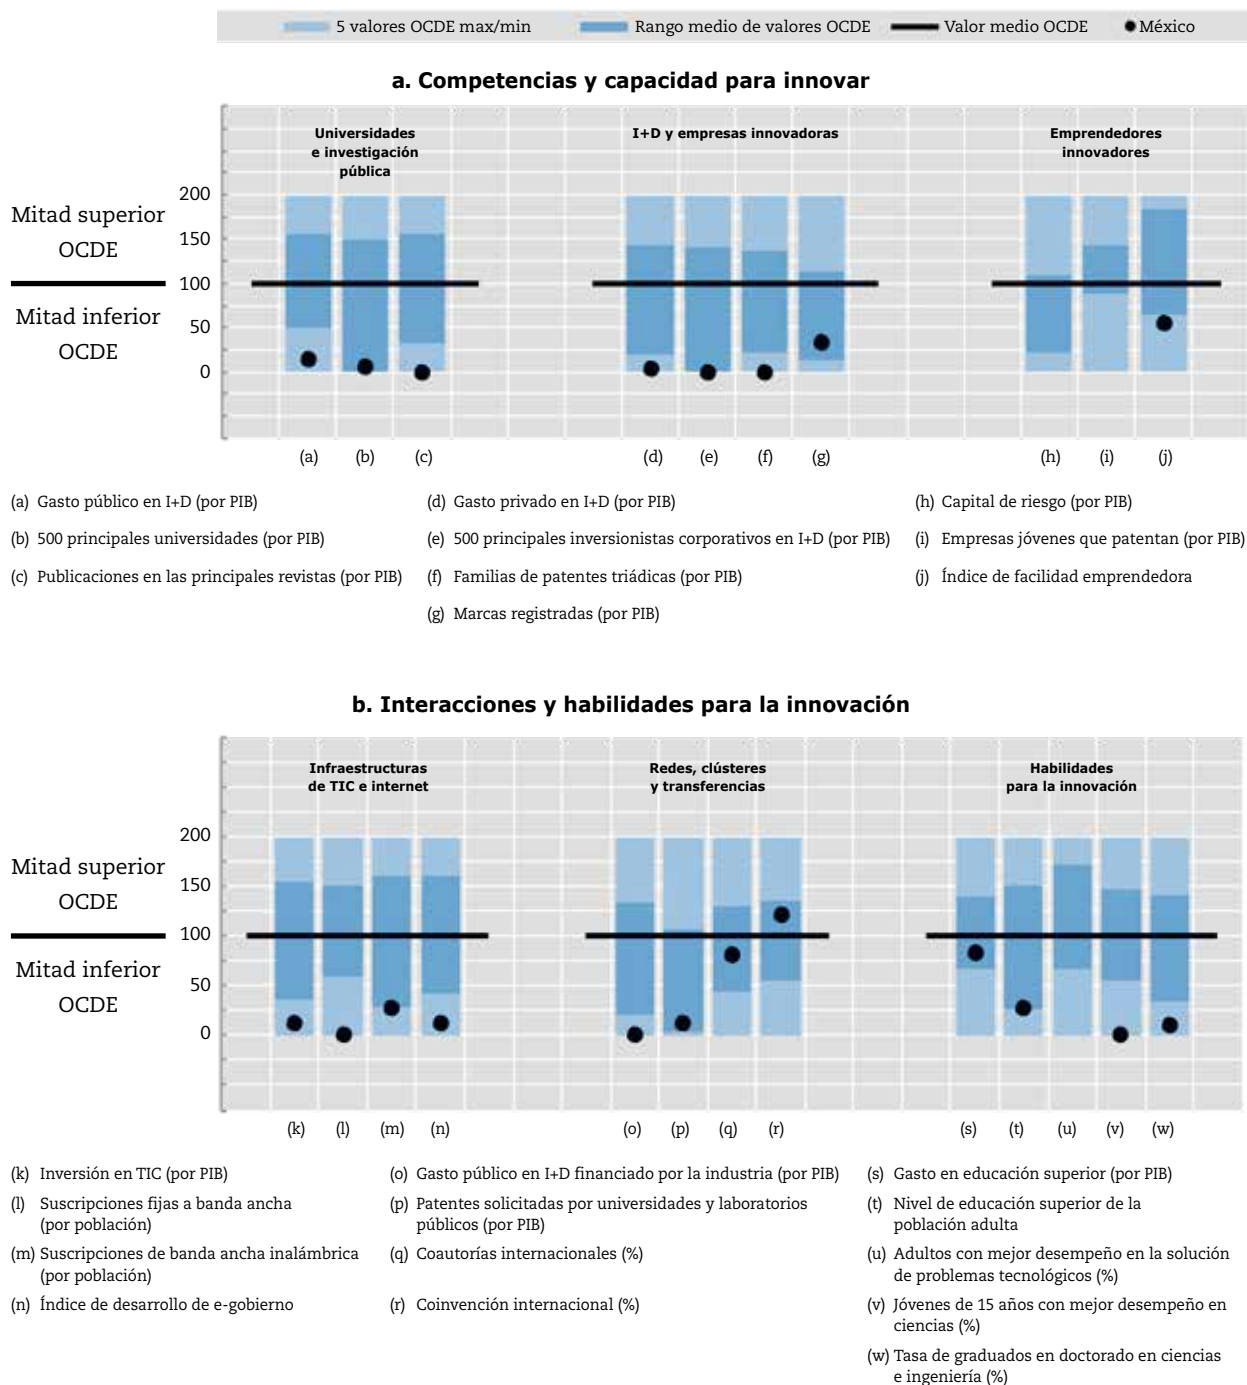 5 valores OCDE max/min Rango medio de valores OCDE Valor medio OCDE México
a. Competencias y capacidad para innovar
Universidades
e investigación
pública
I+D y empresas innovadoras
Emprendedores
innovadores
Mitad superior
OCDE
Mitad inferior
OCDE
200
150
100
50
0
(a) (b) (c) (d) (e) (f) (g) (h) (i) (j)
(a) Gasto público en I+D (por PIB)
(b) 500 principales universidades (por PIB)
(c) Publicaciones en las principales revistas (por PIB)
(d) Gasto privado en I+D (por PIB)
(e) 500 principales inversionistas corporativos en I+D (por PIB)
(f) Familias de patentes triádicas (por PIB)
(g) Marcas registradas (por PIB)
(h) Capital de riesgo (por PIB)
(i) Empresas jóvenes que patentan (por PIB)
(j) Índice de facilidad emprendedora
b. Interacciones y habilidades para la innovación
Infraestructuras
de TIC e internet
Redes, clústeres
y transferencias
Habilidades
para la innovación
Mitad superior
OCDE
Mitad inferior
OCDE
200
150
100
50
0
(k) (l) (m) (n) (o) (p) (q) (r) (s) (t) (u) (v) (w)
(k) Inversión en TIC (por PIB)
(l) Suscripciones fijas a banda ancha
(por población)
(m) Suscripciones de banda ancha inalámbrica
(por población)
(n) Índice de desarrollo de e-gobierno
(o) Gasto público en I+D financiado por la industria (por PIB)
(p) Patentes solicitadas por universidades y laboratorios
públicos (por PIB)
(q) Coautorías internacionales (%)
(r) Coinvención internacional (%)
(s) Gasto en educación superior (por PIB)
(t) Nivel de educación superior de la
población adulta
(u) Adultos con mejor desempeño en la solución
de problemas tecnológicos (%)
(v) Jóvenes de 15 años con mejor desempeño en
ciencias (%)
(w) Tasa de graduados en doctorado en ciencias
e ingeniería (%)